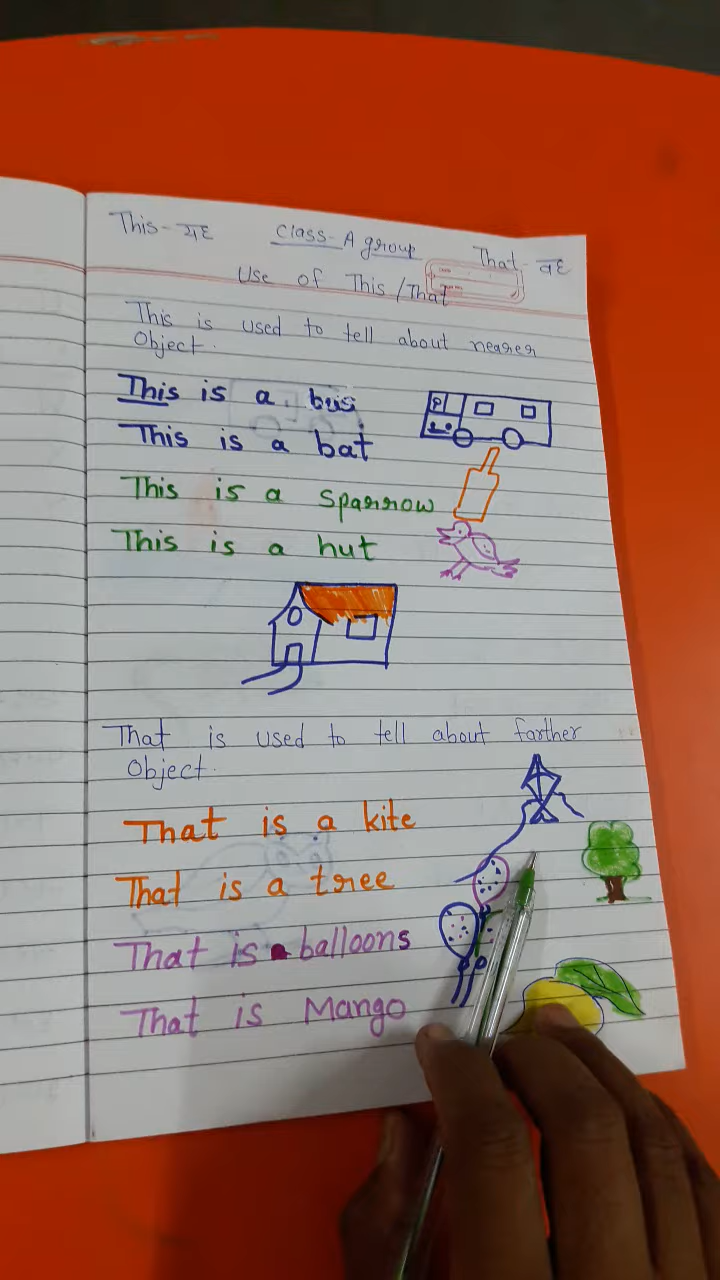 This - यह class - A group That - वह
Use of This / That
This is used to tell about nearer
Object.
This is a bus
This is a bat
This is a sparrow
This is a hut
That is used to tell about farther
Object.
That is a kite
That is a tree
That is a balloons
That is Mango